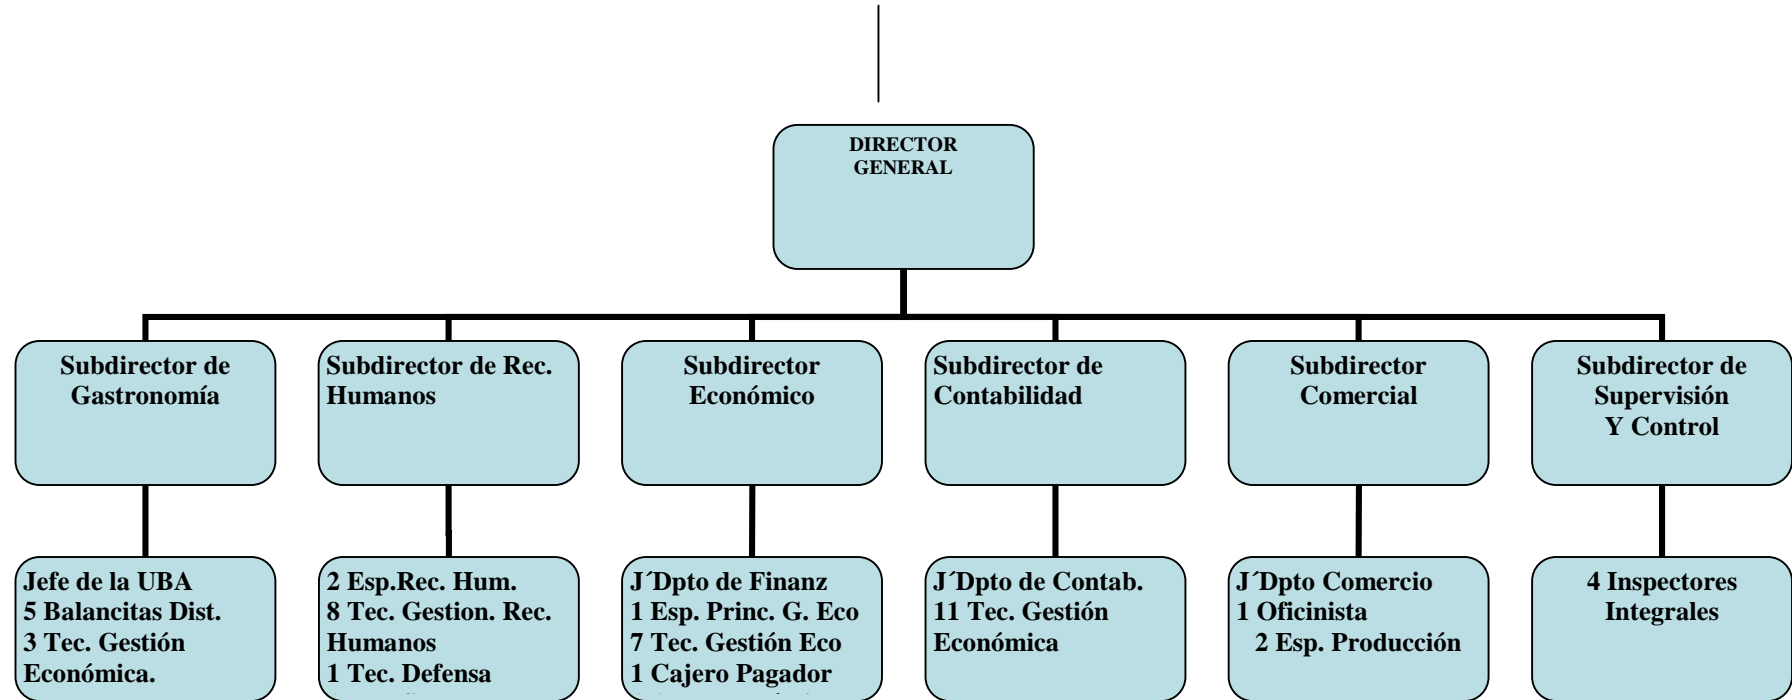 DIRECTOR
GENERAL
Subdirector de
Gastronomía
Subdirector de Rec.
Humanos
Subdirector
Económico
Subdirector de
Contabilidad
Subdirector
Comercial
Subdirector de
Supervisión
Y Control
Jefe de la UBA
5 Balancitas Dist.
3 Tec. Gestión
Económica.
2 Esp.Rec. Hum.
8 Tec. Gestion. Rec.
Humanos
1 Tec. Defensa
J´Dpto de Finanz
1 Esp. Princ. G. Eco
7 Tec. Gestión Eco
1 Cajero Pagador
J´Dpto de Contab.
11 Tec. Gestión
Económica
J´Dpto Comercio
1 Oficinista
2 Esp. Producción
4 Inspectores
Integrales